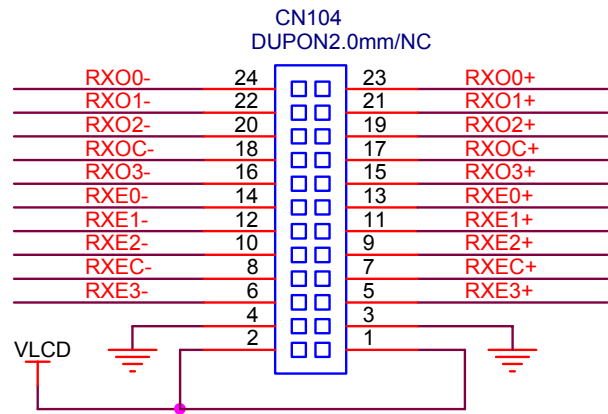 CN104
DUPON2.0mm/NC
RXO0- 24 23 RXO0+
RXO1- 22 21 RXO1+
RXO2- 20 19 RXO2+
RXOC- 18 17 RXOC+
RXO3- 16 15 RXO3+
RXE0- 14 13 RXE0+
RXE1- 12 11 RXE1+
RXE2- 10 9 RXE2+
RXEC- 8 7 RXEC+
RXE3- 6 5 RXE3+
4 3
VLCD 2 1